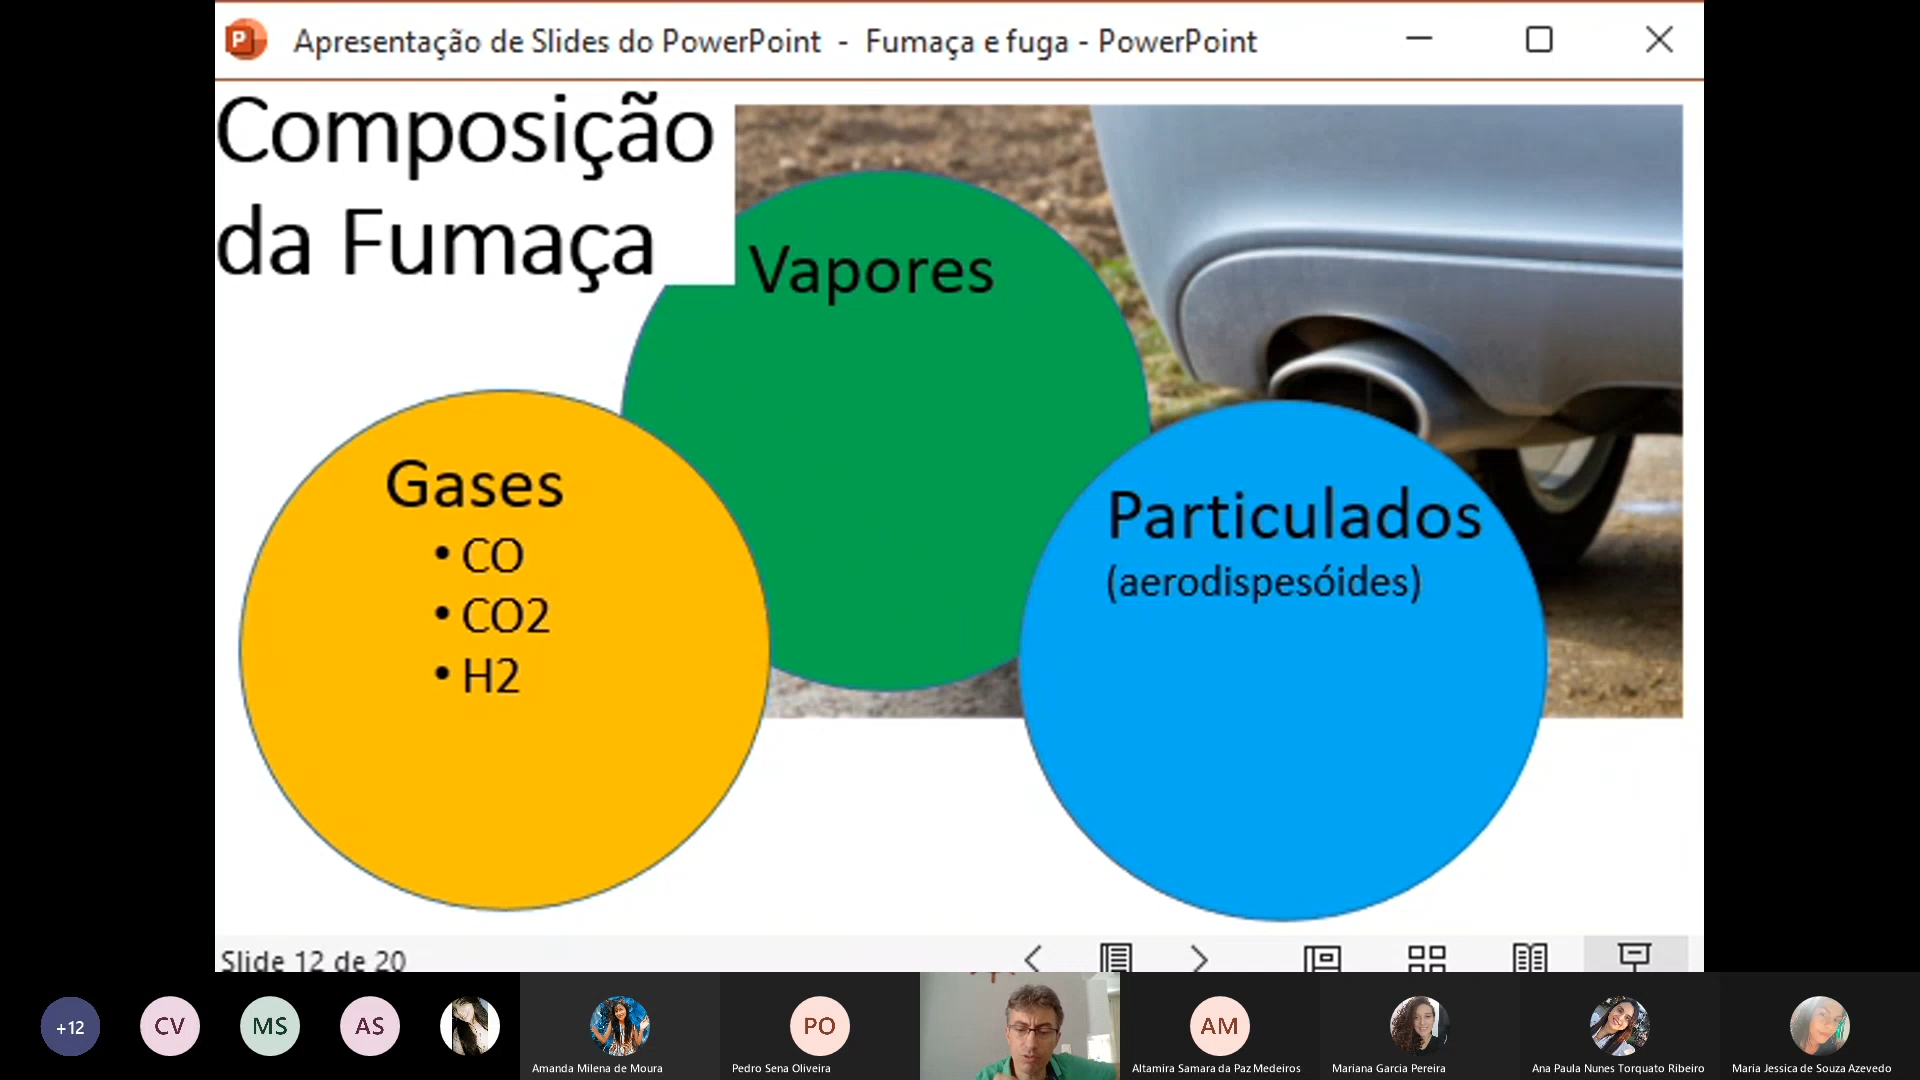 Apresentação de Slides do PowerPoint - Fumaça e fuga - PowerPoint
Composição
da Fumaça
Vapores
Gases
• CO
• CO2
• H2
Particulados
(aerodispesóides)
Slide 12 de 20
+12
CV
MS
AS
Amanda Milena de Moura
PO
Pedro Sena Oliveira
AM
Altamira Samara da Paz Medeiros
Mariana Garcia Pereira
Ana Paula Nunes Torquato Ribeiro
Maria Jessica de Souza Azevedo